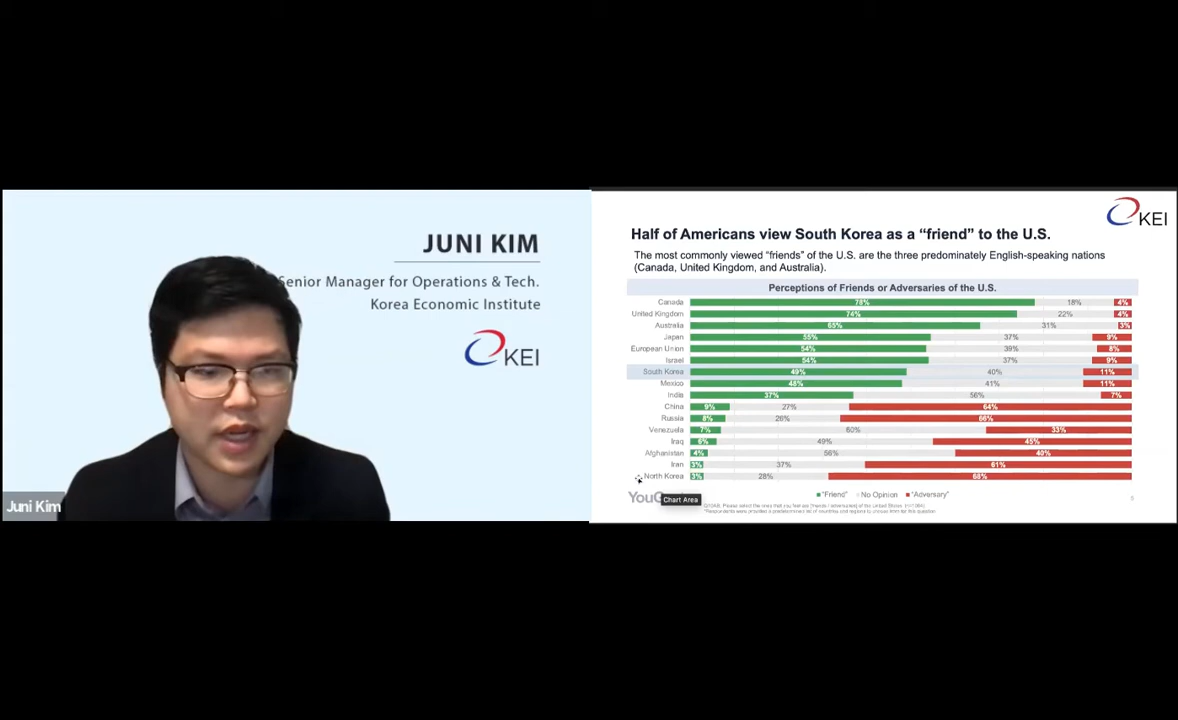 JUNI KIM
Senior Manager for Operations & Tech.
Korea Economic Institute
KEI
Juni Kim
KEI
Half of Americans view South Korea as a “friend” to the U.S.
The most commonly viewed “friends” of the U.S. are the three predominately English-speaking nations
(Canada, United Kingdom, and Australia).
Perceptions of Friends or Adversaries of the U.S.
Canada 78% 18% 4%
United Kingdom 74% 22% 4%
Australia 65% 31% 3%
Japan 55% 37% 9%
European Union 54% 39% 8%
Israel 54% 37% 9%
South Korea 49% 40% 11%
Mexico 48% 41% 11%
India 37% 56% 7%
China 9% 27% 64%
Russia 8% 26% 66%
Venezuela 7% 60% 33%
Iraq 6% 49% 45%
Afghanistan 4% 56% 40%
Iran 3% 37% 61%
North Korea 3% 28% 68%
"Friend" No Opinion "Adversary"
Chart Area